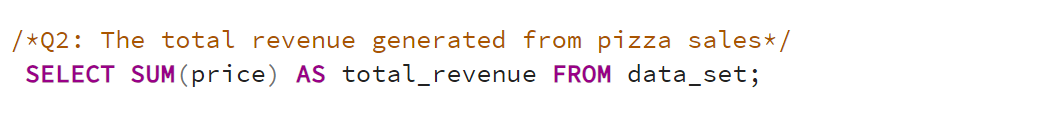 /*Q2: The total revenue generated from pizza sales*/
SELECT SUM(price) AS total_revenue FROM data_set;